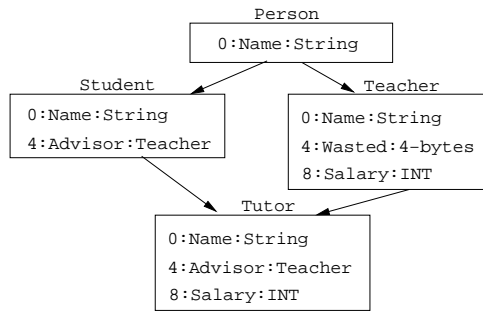 Person
0:Name:String
Student
0:Name:String
4:Advisor:Teacher
Teacher
0:Name:String
4:Wasted:4-bytes
8:Salary:INT
Tutor
0:Name:String
4:Advisor:Teacher
8:Salary:INT